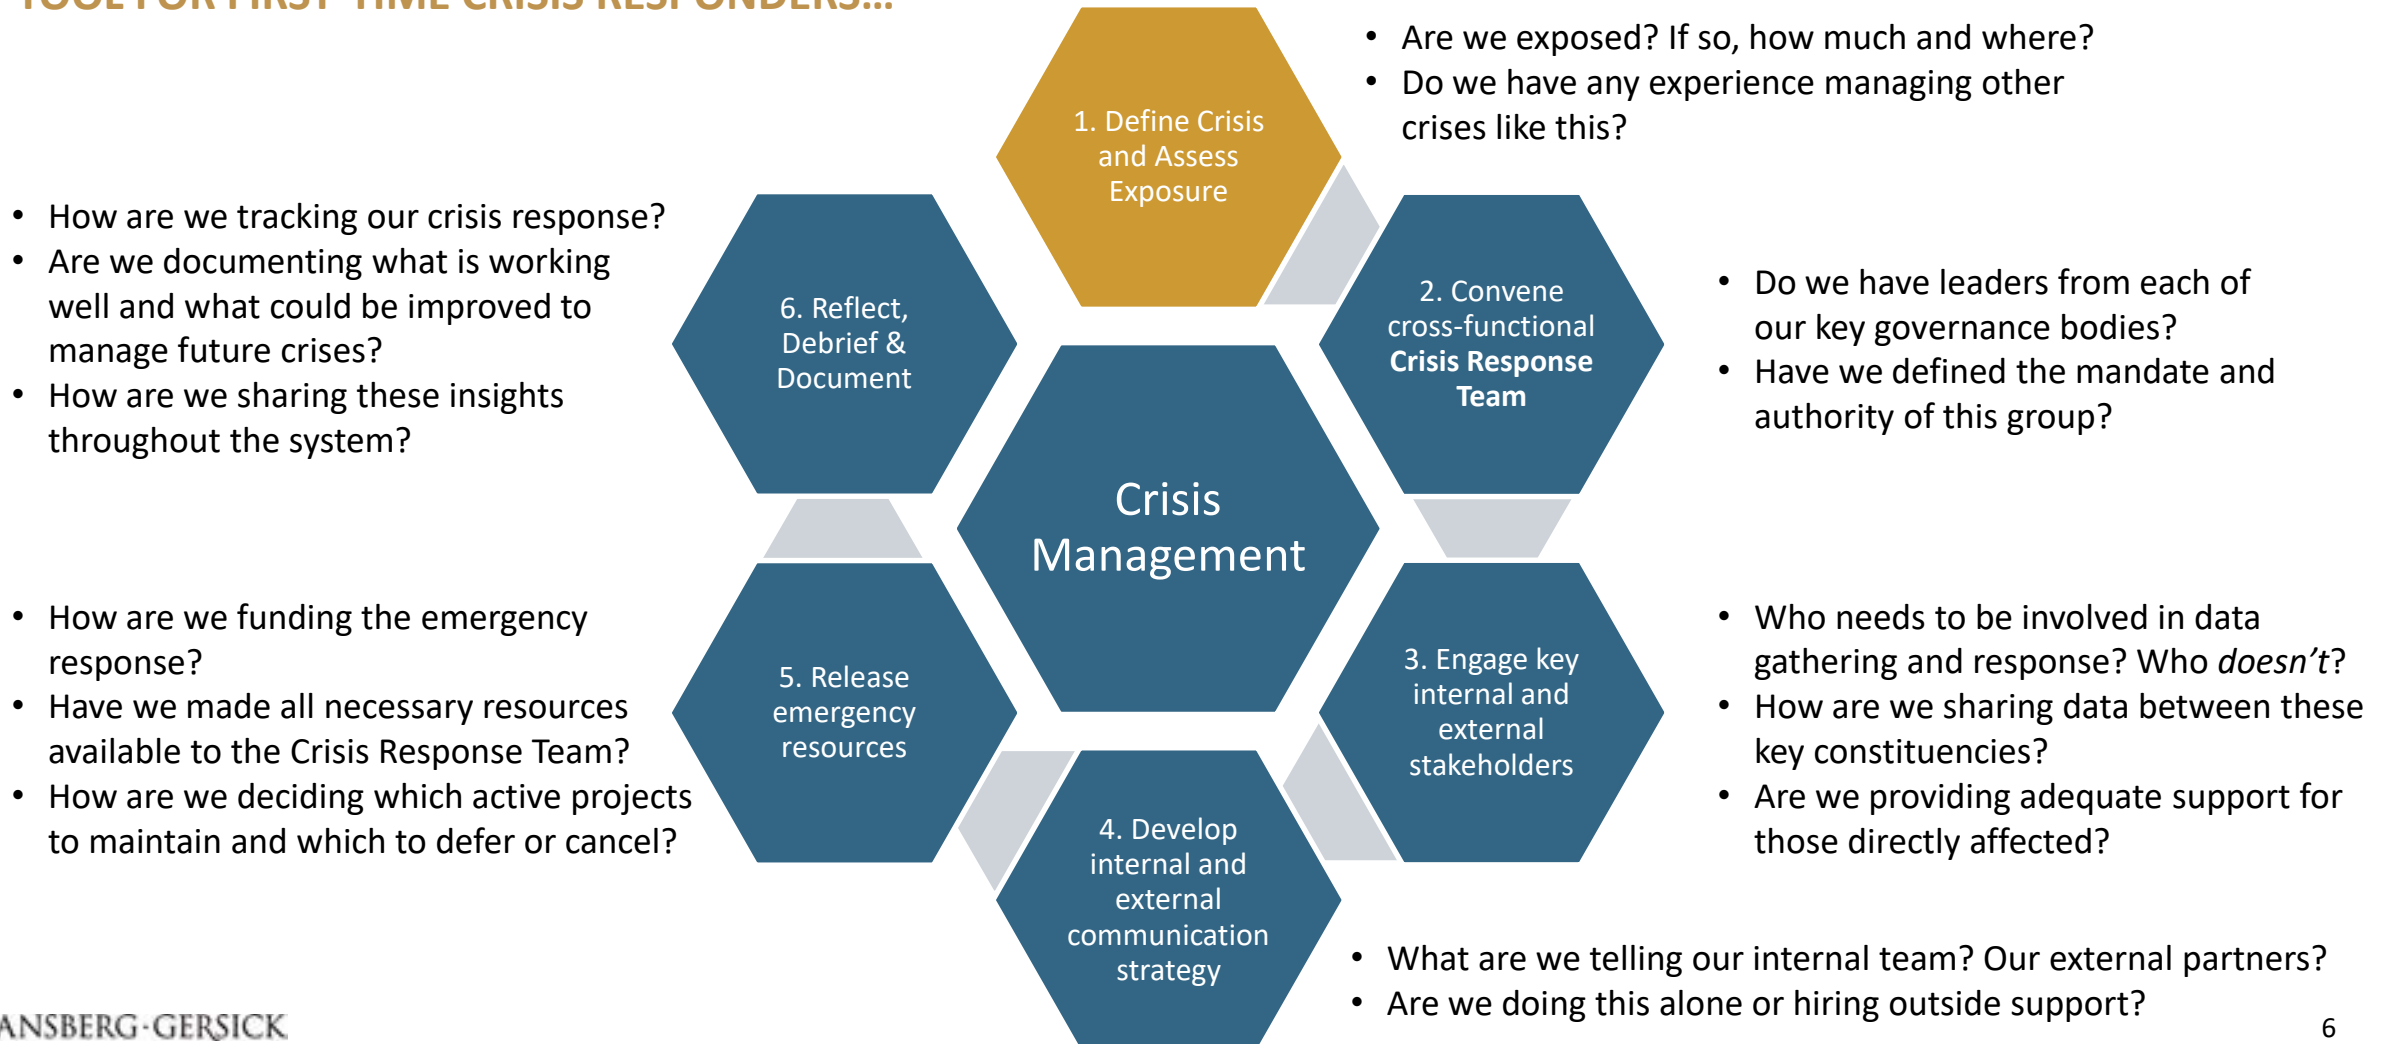 TOOL FOR FIRST-TIME CRISIS RESPONDERS...
1. Define Crisis
and Assess
Exposure
• Are we exposed? If so, how much and where?
• Do we have any experience managing other
crises like this?
2. Convene
cross-functional
Crisis Response
Team
• Do we have leaders from each of
our key governance bodies?
• Have we defined the mandate and
authority of this group?
3. Engage key
internal and
external
stakeholders
• Who needs to be involved in data
gathering and response? Who doesn’t?
• How are we sharing data between these
key constituencies?
• Are we providing adequate support for
those directly affected?
4. Develop
internal and
external
communication
strategy
• What are we telling our internal team? Our external partners?
• Are we doing this alone or hiring outside support?
5. Release
emergency
resources
• How are we funding the emergency
response?
• Have we made all necessary resources
available to the Crisis Response Team?
• How are we deciding which active projects
to maintain and which to defer or cancel?
6. Reflect,
Debrief &
Document
• How are we tracking our crisis response?
• Are we documenting what is working
well and what could be improved to
manage future crises?
• How are we sharing these insights
throughout the system?
Crisis
Management
ANSBERG·GERSICK
6